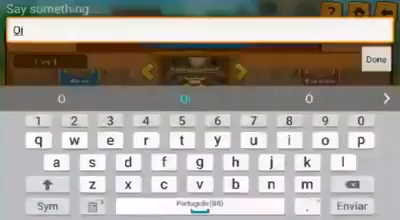 Say something...
?
Oi
Done
O Oi Ó
1 2 3 4 5 6 7 8 9 0
q w e r t y u i o p
a s d f g h j k l
z x c v b n m
Sym Português(BR) . Enviar